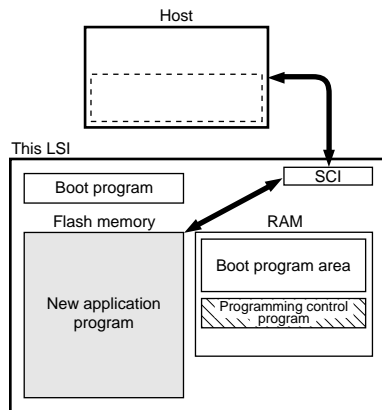 Host
This LSI
SCI
Boot program
Flash memory
RAM
Boot program area
New application
program
Programming control
program